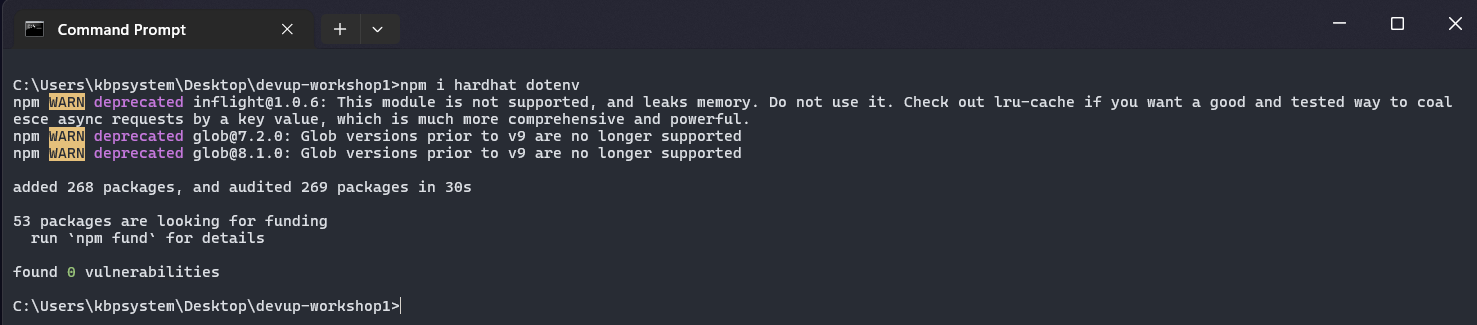 Command Prompt
C:\Users\kbpsystem\Desktop\devup-workshop1>npm i hardhat dotenv
npm WARN deprecated inflight@1.0.6: This module is not supported, and leaks memory. Do not use it. Check out lru-cache if you want a good and tested way to coal
esce async requests by a key value, which is much more comprehensive and powerful.
npm WARN deprecated glob@7.2.0: Glob versions prior to v9 are no longer supported
npm WARN deprecated glob@8.1.0: Glob versions prior to v9 are no longer supported
added 268 packages, and audited 269 packages in 30s
53 packages are looking for funding
  run `npm fund` for details
found 0 vulnerabilities
C:\Users\kbpsystem\Desktop\devup-workshop1>